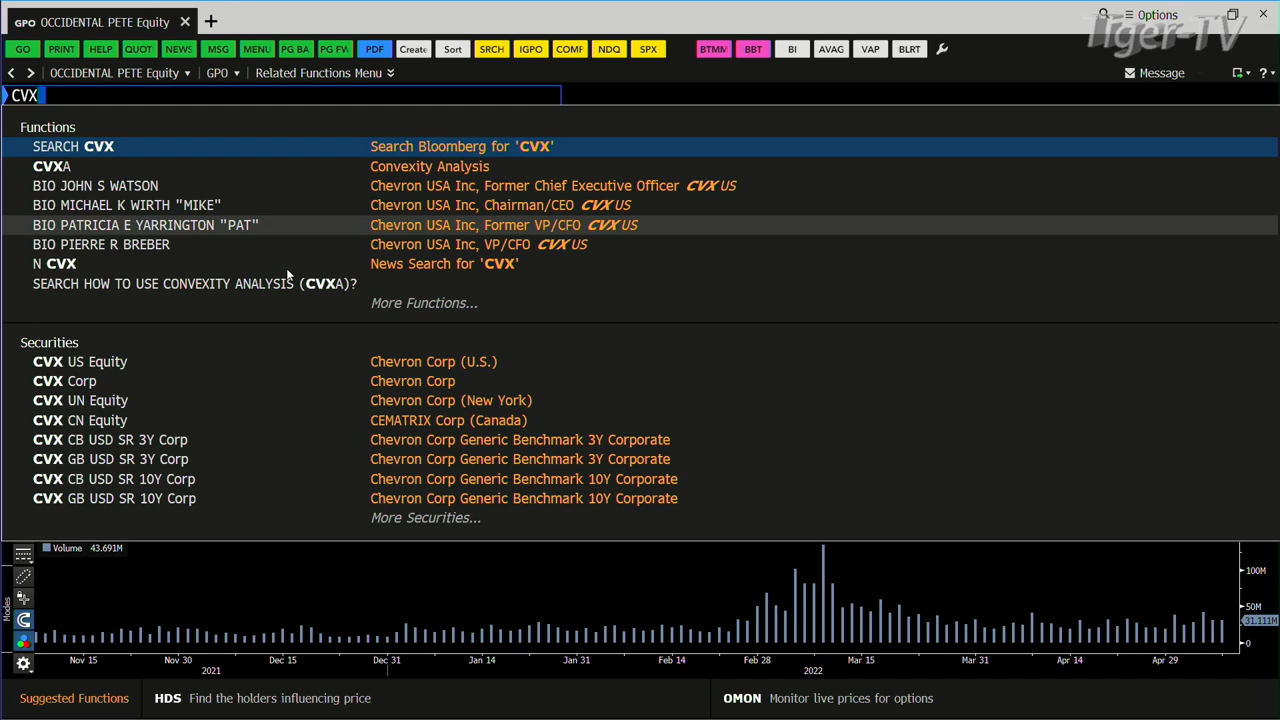 GPO OCCIDENTAL PETE Equity × +
Options
Tiger-TV
GO PRINT HELP QUOT NEWS MSG MENU PG BA PG FW PDF Create Sort SRCH IGPO COMF NDQ SPX BTMM BBT BI AVAG VAP BLRT
< > OCCIDENTAL PETE Equity GPO Related Functions Menu Message ?
CVX
Functions
SEARCH CVX Search Bloomberg for 'CVX'
CVXA Convexity Analysis
BIO JOHN S WATSON Chevron USA Inc, Former Chief Executive Officer CVX US
BIO MICHAEL K WIRTH "MIKE" Chevron USA Inc, Chairman/CEO CVX US
BIO PATRICIA E YARRINGTON "PAT" Chevron USA Inc, Former VP/CFO CVX US
BIO PIERRE R BREBER Chevron USA Inc, VP/CFO CVX US
N CVX News Search for 'CVX'
SEARCH HOW TO USE CONVEXITY ANALYSIS (CVXA)?
More Functions...
Securities
CVX US Equity Chevron Corp (U.S.)
CVX Corp Chevron Corp
CVX UN Equity Chevron Corp (New York)
CVX CN Equity CEMATRIX Corp (Canada)
CVX CB USD SR 3Y Corp Chevron Corp Generic Benchmark 3Y Corporate
CVX GB USD SR 3Y Corp Chevron Corp Generic Benchmark 3Y Corporate
CVX CB USD SR 10Y Corp Chevron Corp Generic Benchmark 10Y Corporate
CVX GB USD SR 10Y Corp Chevron Corp Generic Benchmark 10Y Corporate
More Securities...
Volume 43.691M
100M
50M
31.111M
0
Modes
Nov 15 Nov 30 Dec 15 Dec 31 Jan 14 Jan 31 Feb 14 Feb 28 Mar 15 Mar 31 Apr 14 Apr 29
2021 2022
Suggested Functions HDS Find the holders influencing price OMON Monitor live prices for options